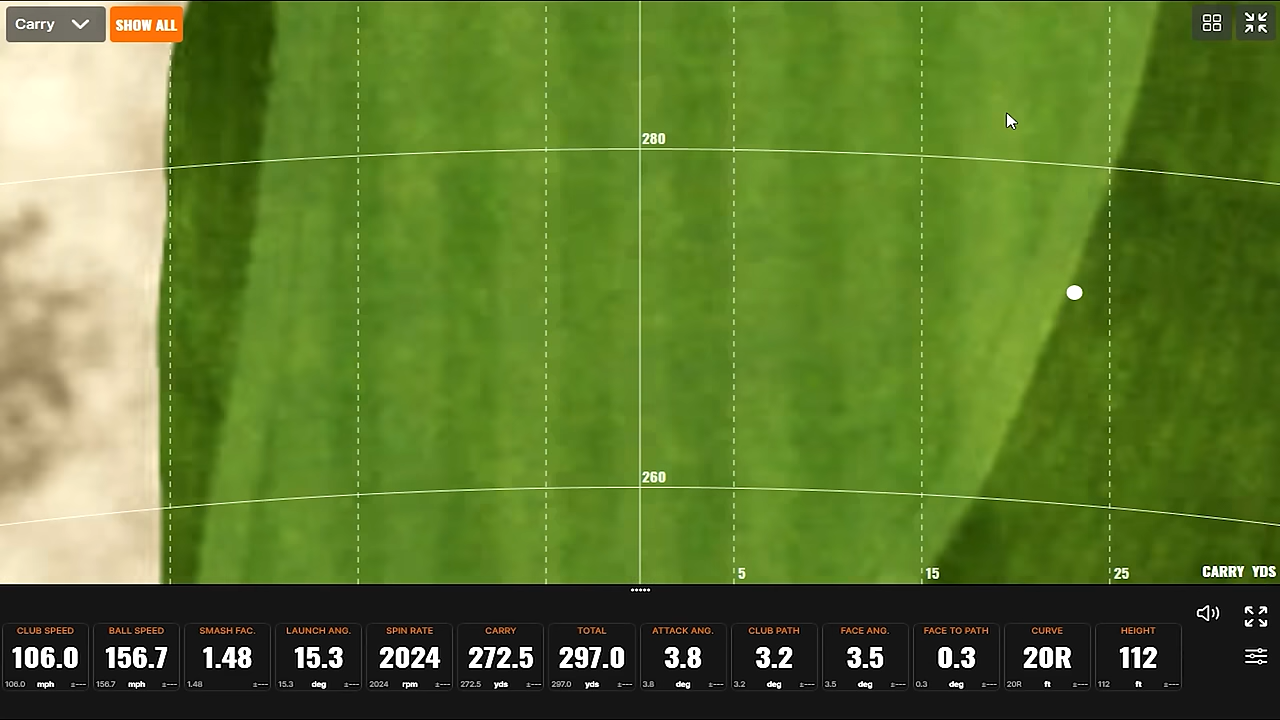 Carry SHOW ALL
280
260
5 15 25 CARRY YDS
CLUB SPEED BALL SPEED SMASH FAC. LAUNCH ANG. SPIN RATE CARRY TOTAL ATTACK ANG. CLUB PATH FACE ANG. FACE TO PATH CURVE HEIGHT
106.0 156.7 1.48 15.3 2024 272.5 297.0 3.8 3.2 3.5 0.3 20R 112
106.0 mph ±--- 156.7 mph ±--- 1.48 ±--- 15.3 deg ±--- 2024 rpm ±--- 272.5 yds ±--- 297.0 yds ±--- 3.8 deg ±--- 3.2 deg ±--- 3.5 deg ±--- 0.3 deg ±--- 20R ft ±--- 112 ft ±---